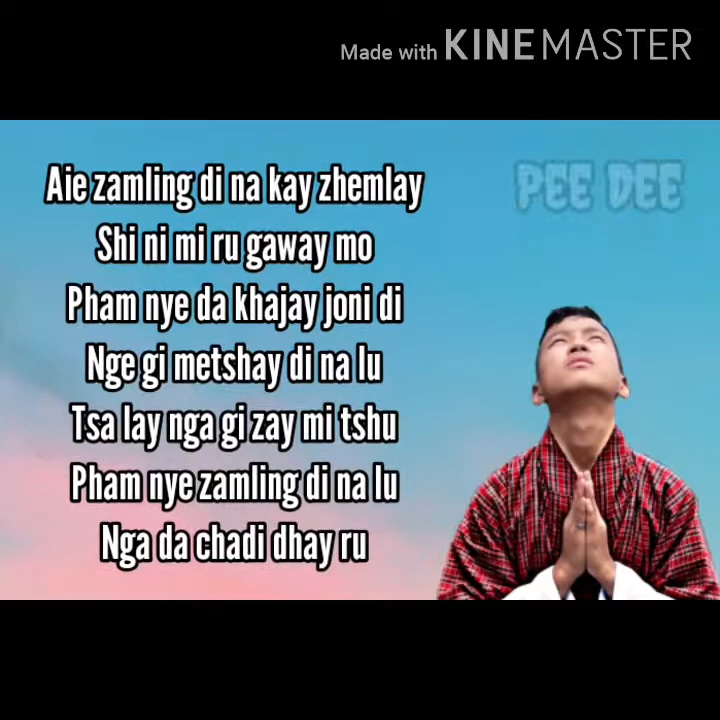 Made with KINEMASTER
PEE DEE
Aie zamling di na kay zhemlay
Shi ni mi ru gaway mo
Pham nye da khajay joni di
Nge gi metshay di na lu
Tsa lay nga gi zay mi tshu
Pham nye zamling di na lu
Nga da chadi dhay ru